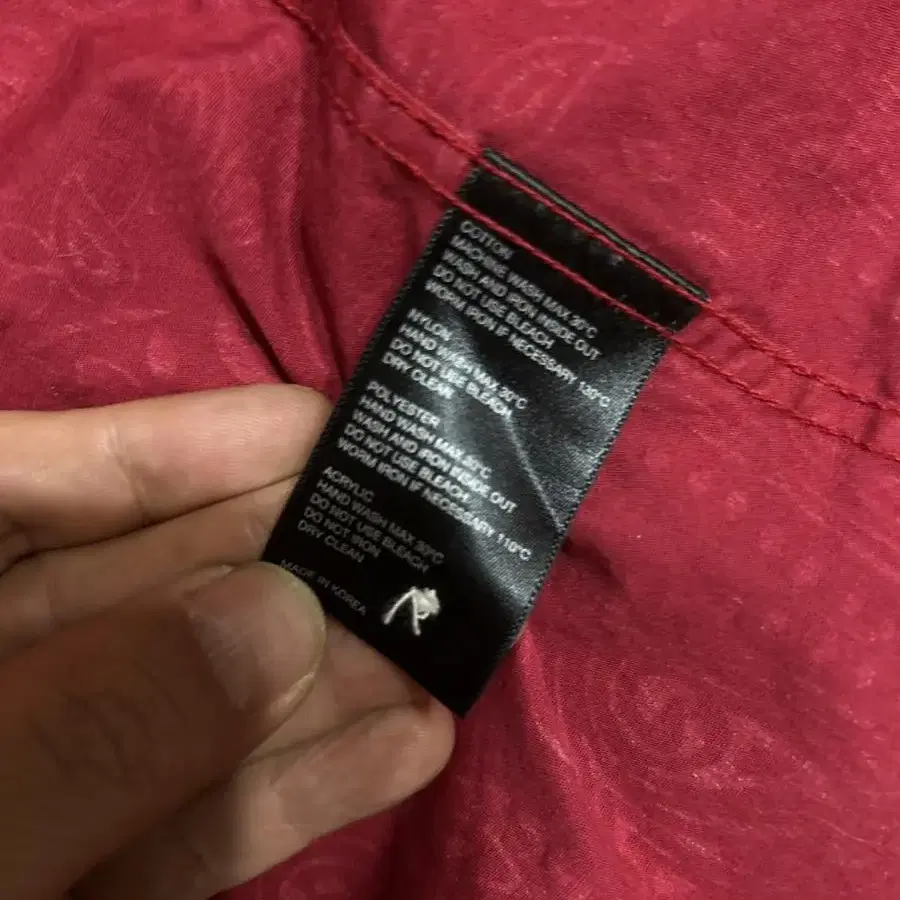 COTTON
MACHINE WASH MAX 30°C
WASH AND IRON INSIDE OUT
DO NOT USE BLEACH
WORM IRON IF NECESSARY 130°C
NYLON
HAND WASH MAX 30°C
DO NOT USE BLEACH
DRY CLEAN
POLYESTER
HAND WASH MAX
WASH AND IRON INSIDE OUT
DO NOT USE BLEACH
WORM IRON IF NECESSARY 110°C
ACRYLIC
HAND WASH MAX 30°C
DO NOT USE BLEACH
DO NOT IRON
DRY CLEAN
MADE IN KOREA